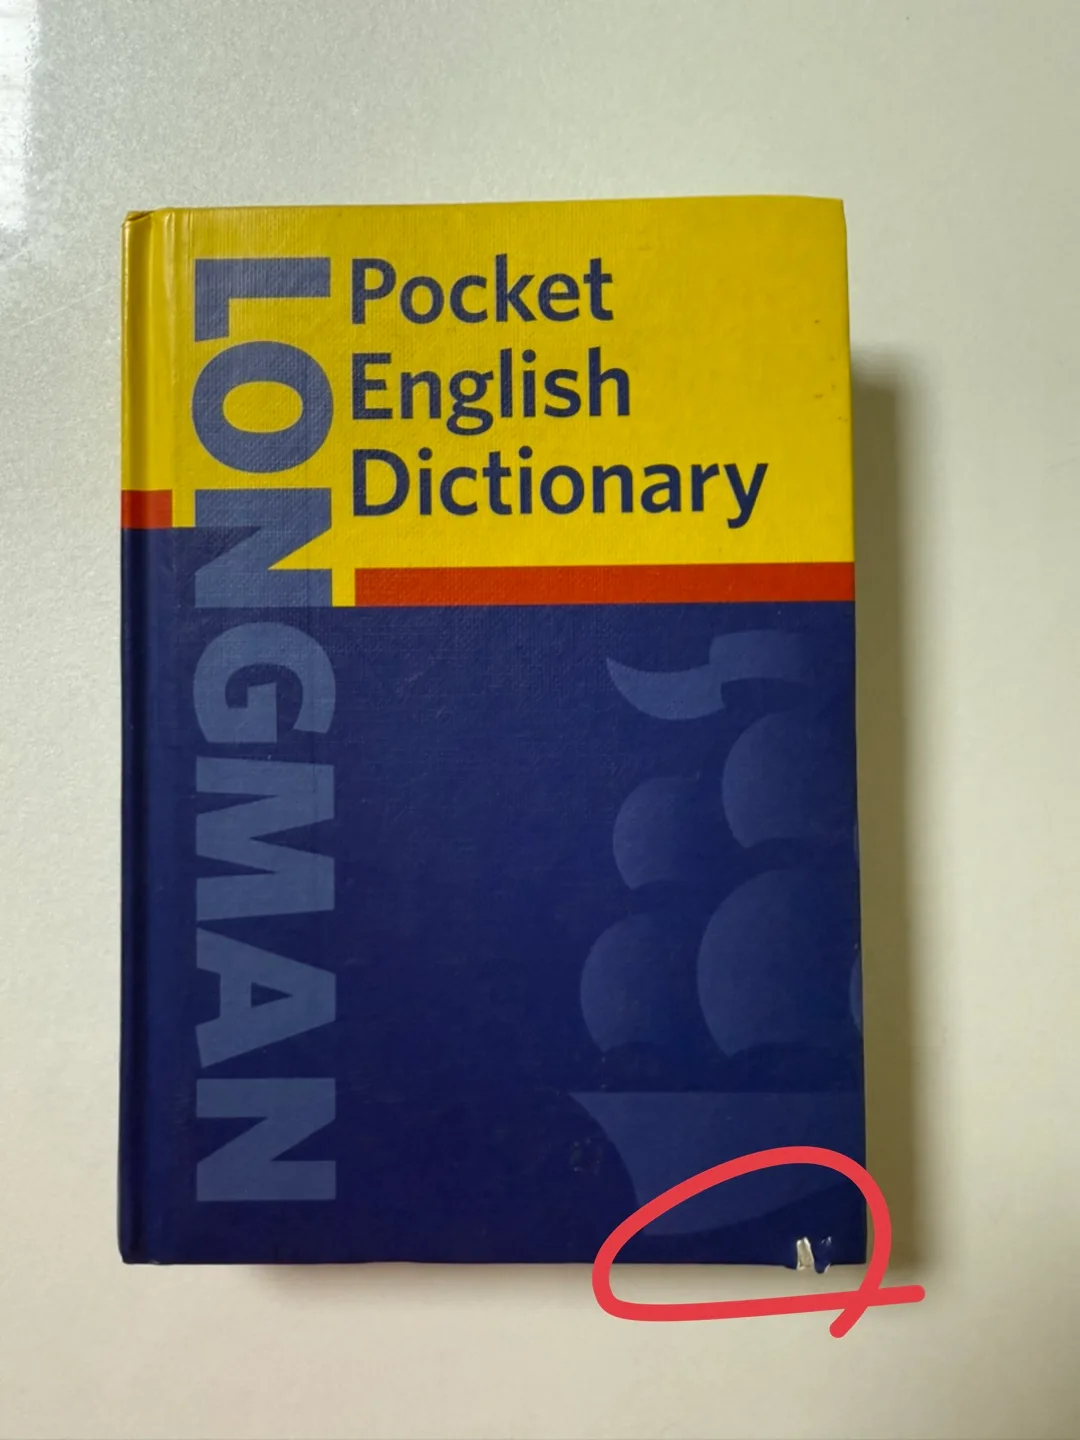 LONGMAN
Pocket
English
Dictionary